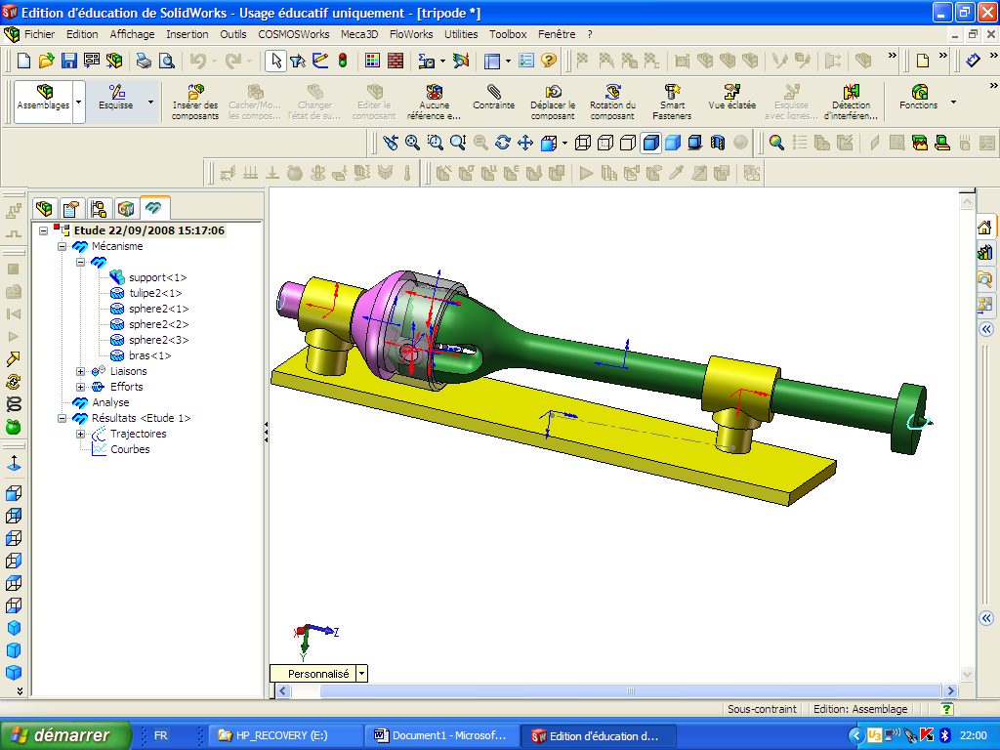 Edition d'éducation de SolidWorks - Usage éducatif uniquement - [tripode *]
Fichier Edition Affichage Insertion Outils COSMOSWorks Meca3D FloWorks Utilities Toolbox Fenêtre ?
Assemblages Esquisse Insérer des composants Cacher/Mo... les compos... Changer l'état de su... Editer le composant Aucune référence e... Contrainte Déplacer le composant Rotation du composant Smart Fasteners Vue éclatée Esquisse avec lignes... Détection d'interféren... Fonctions
Etude 22/09/2008 15:17:06
Mécanisme
support<1>
tulipe2<1>
sphere2<1>
sphere2<2>
sphere2<3>
bras<1>
Liaisons
Efforts
Analyse
Résultats <Etude 1>
Trajectoires
Courbes
X Z
Y
Personnalisé
Sous-contraint Edition: Assemblage
démarrer FR HP_RECOVERY (E:) Document1 - Microsof... Edition d'éducation d... 22:00